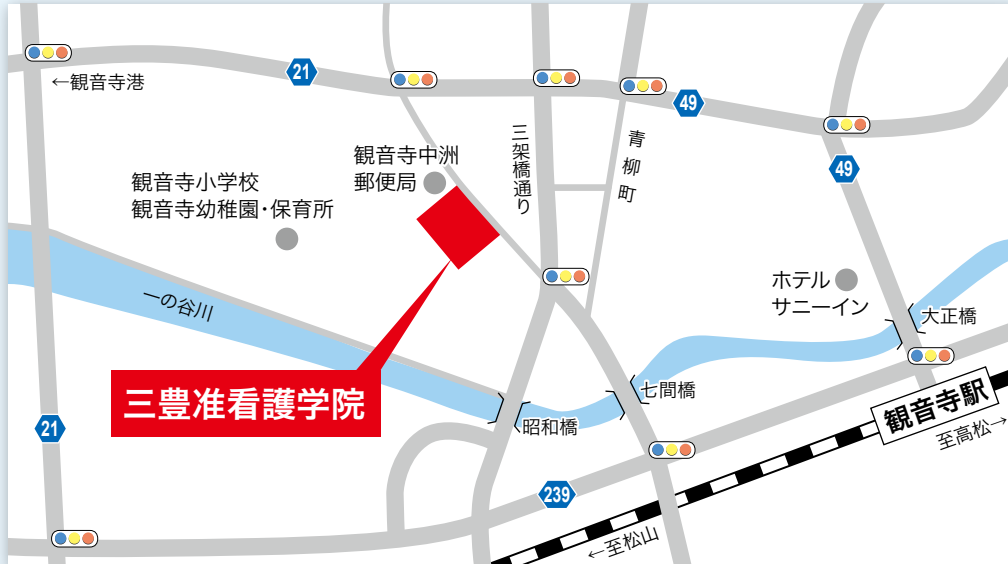 ←観音寺港
21
49
観音寺中洲
郵便局
三架橋通り
青柳町
49
観音寺小学校
観音寺幼稚園・保育所
一の谷川
ホテル
サニーイン
大正橋
三豊准看護学院
七間橋
昭和橋
21
観音寺駅
至高松→
239
←至松山